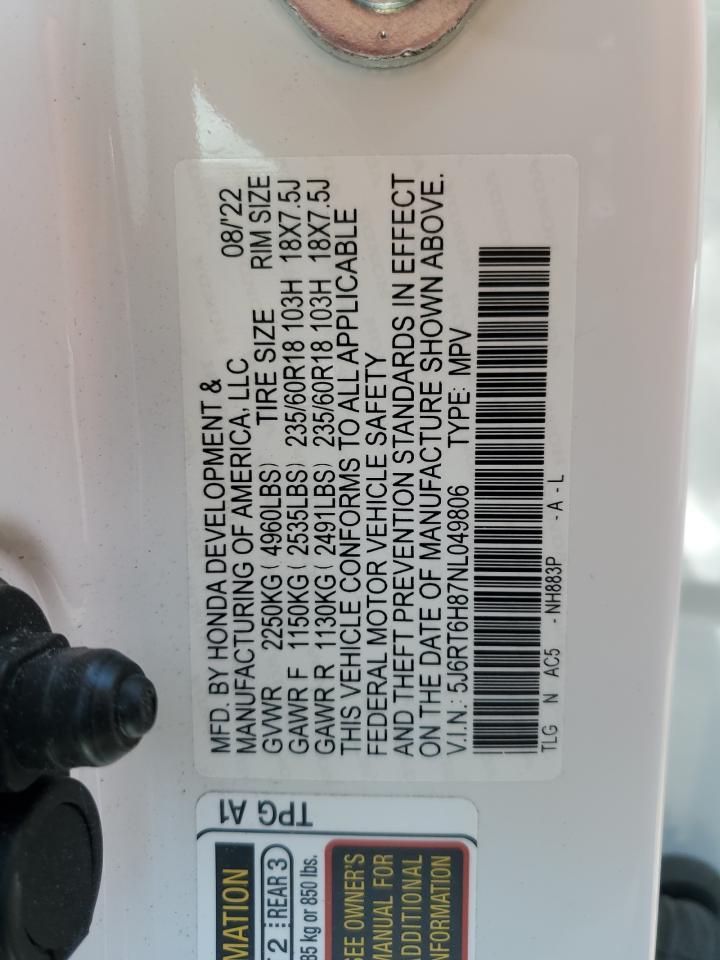 MFD. BY HONDA DEVELOPMENT &
MANUFACTURING OF AMERICA, LLC 08/'22
GVWR 2250KG ( 4960LBS) TIRE SIZE RIM SIZE
GAWR F 1150KG ( 2535LBS) 235/60R18 103H 18X7.5J
GAWR R 1130KG ( 2491LBS) 235/60R18 103H 18X7.5J
THIS VEHICLE CONFORMS TO ALL APPLICABLE
FEDERAL MOTOR VEHICLE SAFETY
AND THEFT PREVENTION STANDARDS IN EFFECT
ON THE DATE OF MANUFACTURE SHOWN ABOVE.
V.I.N.: 5J6RT6H87NL049806 TYPE: MPV
TLG N AC5 - NH883P - A - L
TPG A1
MATION
2 REAR 3
85 kg or 850 lbs.
SEE OWNER'S
MANUAL FOR
ADDITIONAL
NFORMATION